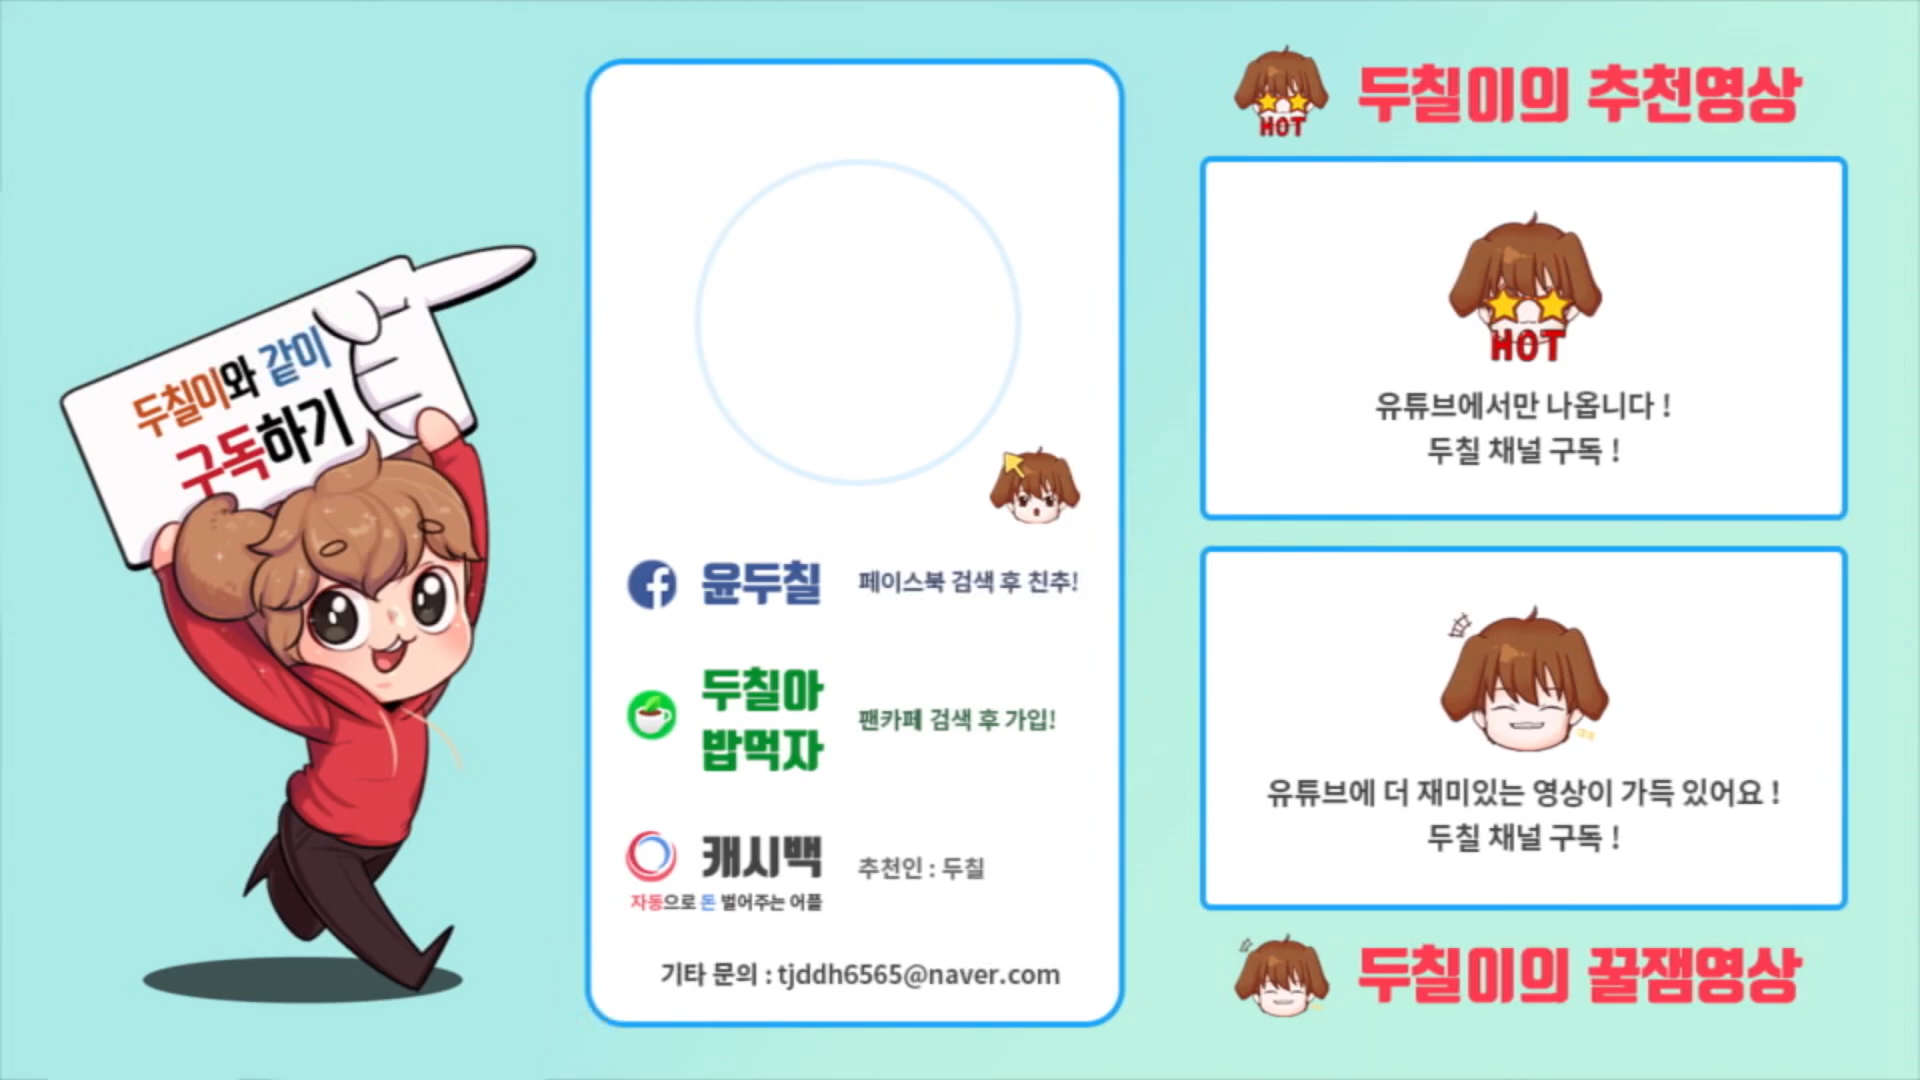 두칠이와 같이
구독하기
윤두칠
페이스북 검색 후 친추!
두칠아
밥먹자
팬카페 검색 후 가입!
캐시백
추천인 : 두칠
자동으로 돈 벌어주는 어플
기타 문의 : tjddh6565@naver.com
HOT
두칠이의 추천영상
HOT
유튜브에서만 나옵니다 !
두칠 채널 구독 !
유튜브에 더 재미있는 영상이 가득 있어요 !
두칠 채널 구독 !
두칠이의 꿀잼영상